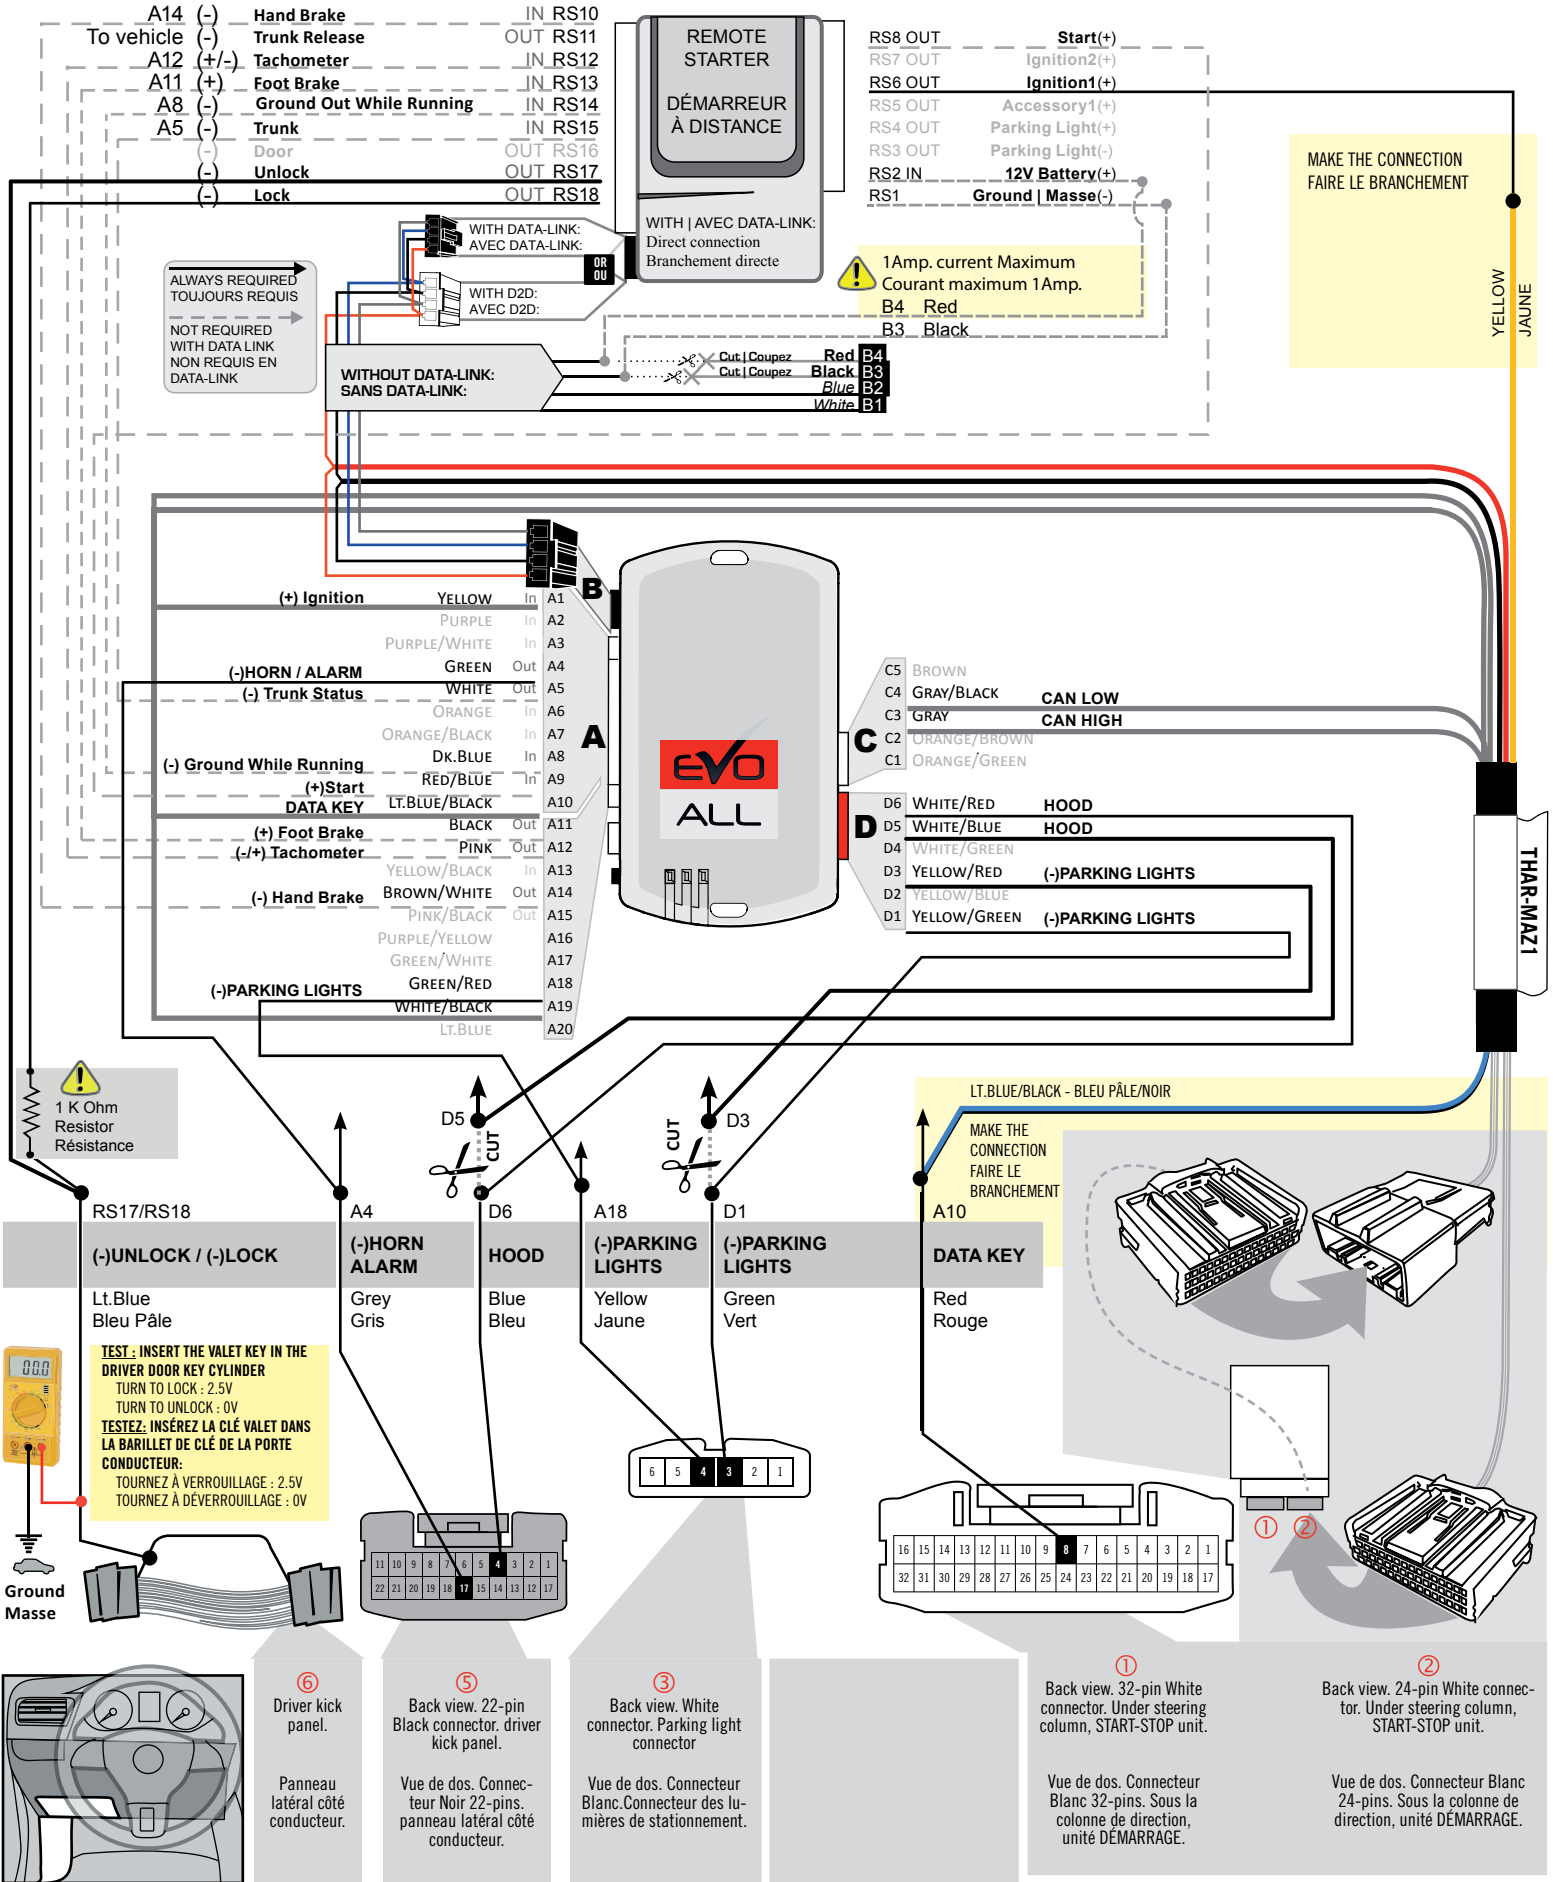 A14 (-) Hand Brake IN RS10
To vehicle (-) Trunk Release OUT RS11
A12 (+/-) Tachometer IN RS12
A11 (+) Foot Brake IN RS13
A8 (-) Ground Out While Running IN RS14
A5 (-) Trunk IN RS15
(-) Door OUT RS16
(-) Unlock OUT RS17
(-) Lock OUT RS18
REMOTE
STARTER
DÉMARREUR
À DISTANCE
WITH | AVEC DATA-LINK:
Direct connection
Branchement directe
RS8 OUT Start(+)
RS7 OUT Ignition2(+)
RS6 OUT Ignition1(+)
RS5 OUT Accessory1(+)
RS4 OUT Parking Light(+)
RS3 OUT Parking Light(-)
RS2 IN 12V Battery(+)
RS1 Ground | Masse(-)
MAKE THE CONNECTION
FAIRE LE BRANCHEMENT
YELLOW
JAUNE
WITH DATA-LINK:
AVEC DATA-LINK:
OR
OU
WITH D2D:
AVEC D2D:
ALWAYS REQUIRED
TOUJOURS REQUIS
NOT REQUIRED
WITH DATA LINK
NON REQUIS EN
DATA-LINK
1Amp. current Maximum
Courant maximum 1Amp.
B4 Red
B3 Black
WITHOUT DATA-LINK:
SANS DATA-LINK:
Cut | Coupez Red B4
Cut | Coupez Black B3
Blue B2
White B1
B
(+) Ignition YELLOW In A1
PURPLE In A2
PURPLE/WHITE In A3
(-)HORN / ALARM GREEN Out A4
(-) Trunk Status WHITE Out A5
ORANGE In A6
ORANGE/BLACK In A7
(-) Ground While Running DK.BLUE In A8
(+)Start RED/BLUE In A9
DATA KEY LT.BLUE/BLACK A10
(+) Foot Brake BLACK Out A11
(-/+) Tachometer PINK Out A12
YELLOW/BLACK In A13
(-) Hand Brake BROWN/WHITE Out A14
PINK/BLACK Out A15
PURPLE/YELLOW A16
GREEN/WHITE A17
(-)PARKING LIGHTS GREEN/RED A18
WHITE/BLACK A19
LT.BLUE A20
A
EVO
ALL
C
C5 BROWN
C4 GRAY/BLACK CAN LOW
C3 GRAY CAN HIGH
C2 ORANGE/BROWN
C1 ORANGE/GREEN
D
D6 WHITE/RED HOOD
D5 WHITE/BLUE HOOD
D4 WHITE/GREEN
D3 YELLOW/RED (-)PARKING LIGHTS
D2 YELLOW/BLUE
D1 YELLOW/GREEN (-)PARKING LIGHTS
THAR-MAZ1
1 K Ohm
Resistor
Résistance
D5
CUT
CUT
D3
LT.BLUE/BLACK - BLEU PÂLE/NOIR
MAKE THE
CONNECTION
FAIRE LE
BRANCHEMENT
RS17/RS18 A4 D6 A18 D1 A10
(-)UNLOCK / (-)LOCK
(-)HORN
ALARM
HOOD
(-)PARKING
LIGHTS
(-)PARKING
LIGHTS
DATA KEY
Lt.Blue
Bleu Pâle
Grey
Gris
Blue
Bleu
Yellow
Jaune
Green
Vert
Red
Rouge
00.0
TEST : INSERT THE VALET KEY IN THE
DRIVER DOOR KEY CYLINDER
TURN TO LOCK : 2.5V
TURN TO UNLOCK : 0V
TESTEZ: INSÉREZ LA CLÉ VALET DANS
LA BARILLET DE CLÉ DE LA PORTE
CONDUCTEUR:
TOURNEZ À VERROUILLAGE : 2.5V
TOURNEZ À DÉVERROUILLAGE : 0V
Ground
Masse
11 10 9 8 7 6 5 4 3 2 1
22 21 20 19 18 17 15 14 13 12 17
6 5 4 3 2 1
16 15 14 13 12 11 10 9 8 7 6 5 4 3 2 1
32 31 30 29 28 27 26 25 24 23 22 21 20 19 18 17
① ②
⑥
Driver kick
panel.
Panneau
latéral côté
conducteur.
⑤
Back view. 22-pin
Black connector. driver
kick panel.
Vue de dos. Connec-
teur Noir 22-pins.
panneau latéral côté
conducteur.
③
Back view. White
connector. Parking light
connector
Vue de dos. Connecteur
Blanc.Connecteur des lu-
mières de stationnement.
①
Back view. 32-pin White
connector. Under steering
column, START-STOP unit.
Vue de dos. Connecteur
Blanc 32-pins. Sous la
colonne de direction,
unité DÉMARRAGE.
②
Back view. 24-pin White connec-
tor. Under steering column,
START-STOP unit.
Vue de dos. Connecteur Blanc
24-pins. Sous la colonne de
direction, unité DÉMARRAGE.